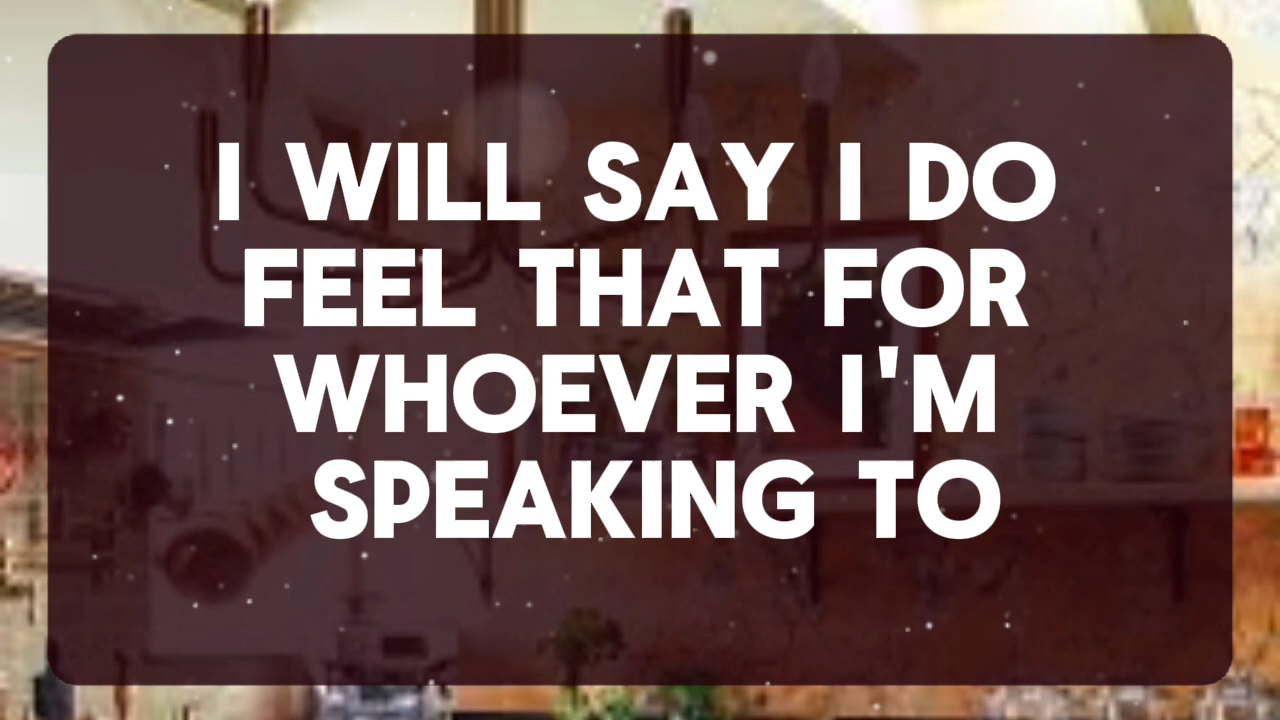 I WILL SAY I DO
FEEL THAT FOR
WHOEVER I'M
SPEAKING TO